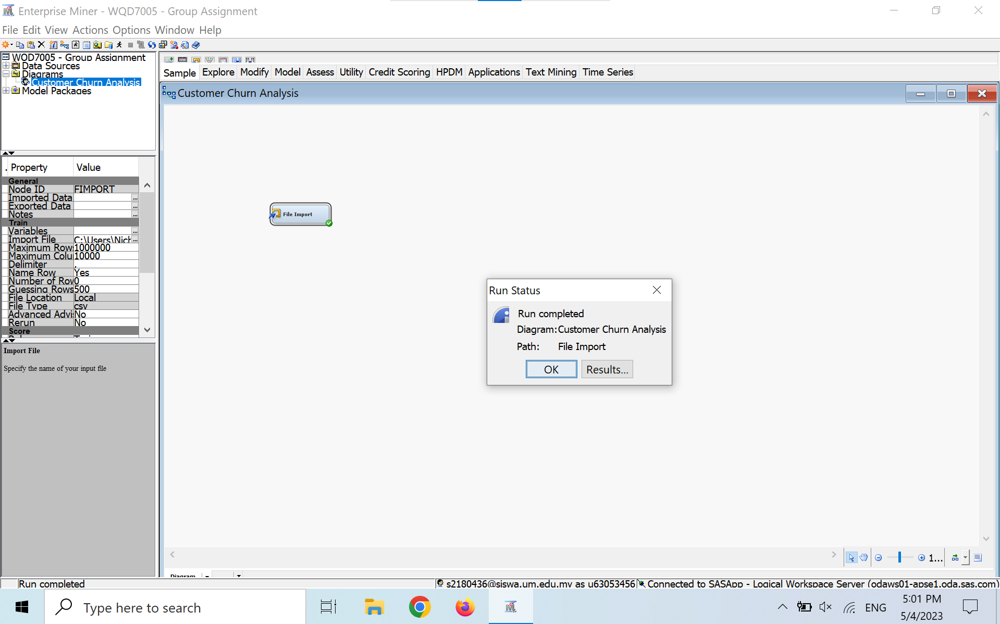 Enterprise Miner - WQD7005 - Group Assignment
File Edit View Actions Options Window Help
WQD7005 - Group Assignment
Data Sources
Diagrams
Customer Churn Analysis
Model Packages
Sample Explore Modify Model Assess Utility Credit Scoring HPDM Applications Text Mining Time Series
Customer Churn Analysis
. Property Value
General
Node ID FIMPORT
Imported Data ...
Exported Data ...
Notes ...
Train
Variables ...
Import File C:\Users\Nich ...
Maximum Rows 1000000
Maximum Colu 10000
Delimiter ,
Name Row Yes
Number of Row 0
Guessing Rows 500
File Location Local
File Type csv
Advanced Advi No
Rerun No
Score
File Import
Run Status
Run completed
Diagram: Customer Churn Analysis
Path: File Import
OK Results...
Import File
Specify the name of your input file
1...
Diagram
Run completed
s2180436@siswa.um.edu.my as u63053456
Connected to SASApp - Logical Workspace Server (odaws01-apse1.oda.sas.com)
Type here to search
ENG
5:01 PM
5/4/2023